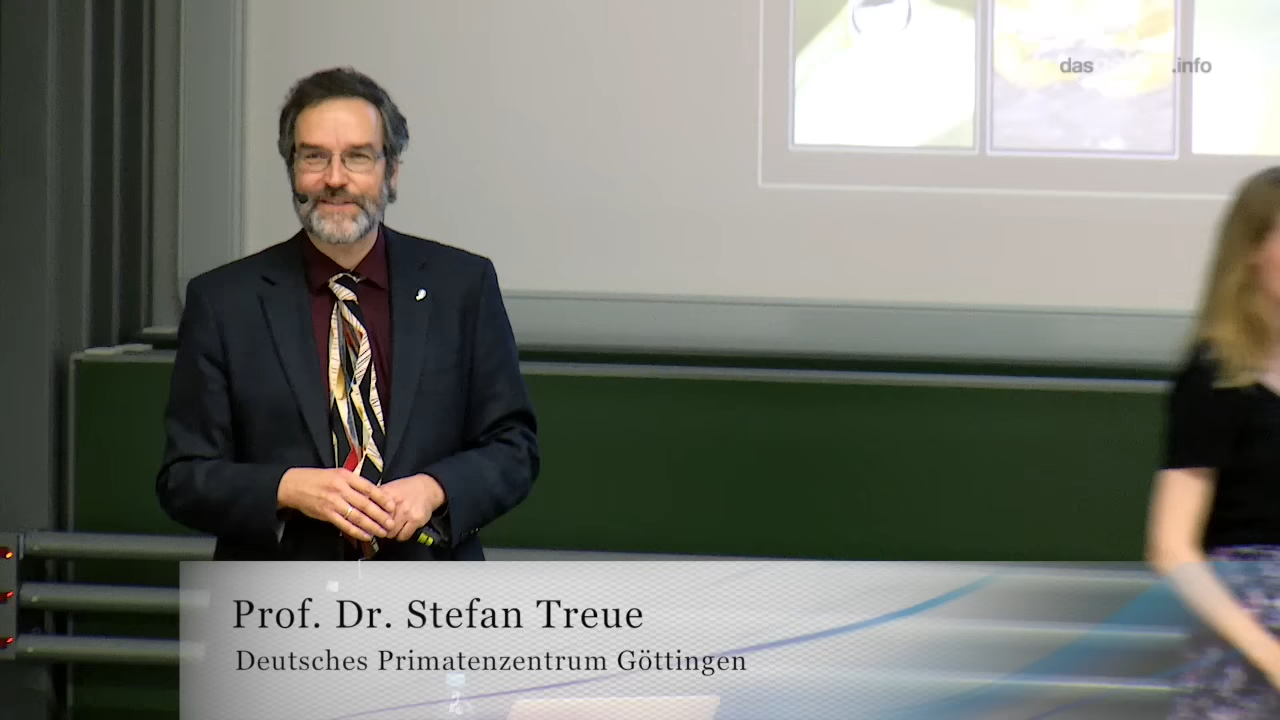 das .info
Prof. Dr. Stefan Treue
Deutsches Primatenzentrum Göttingen